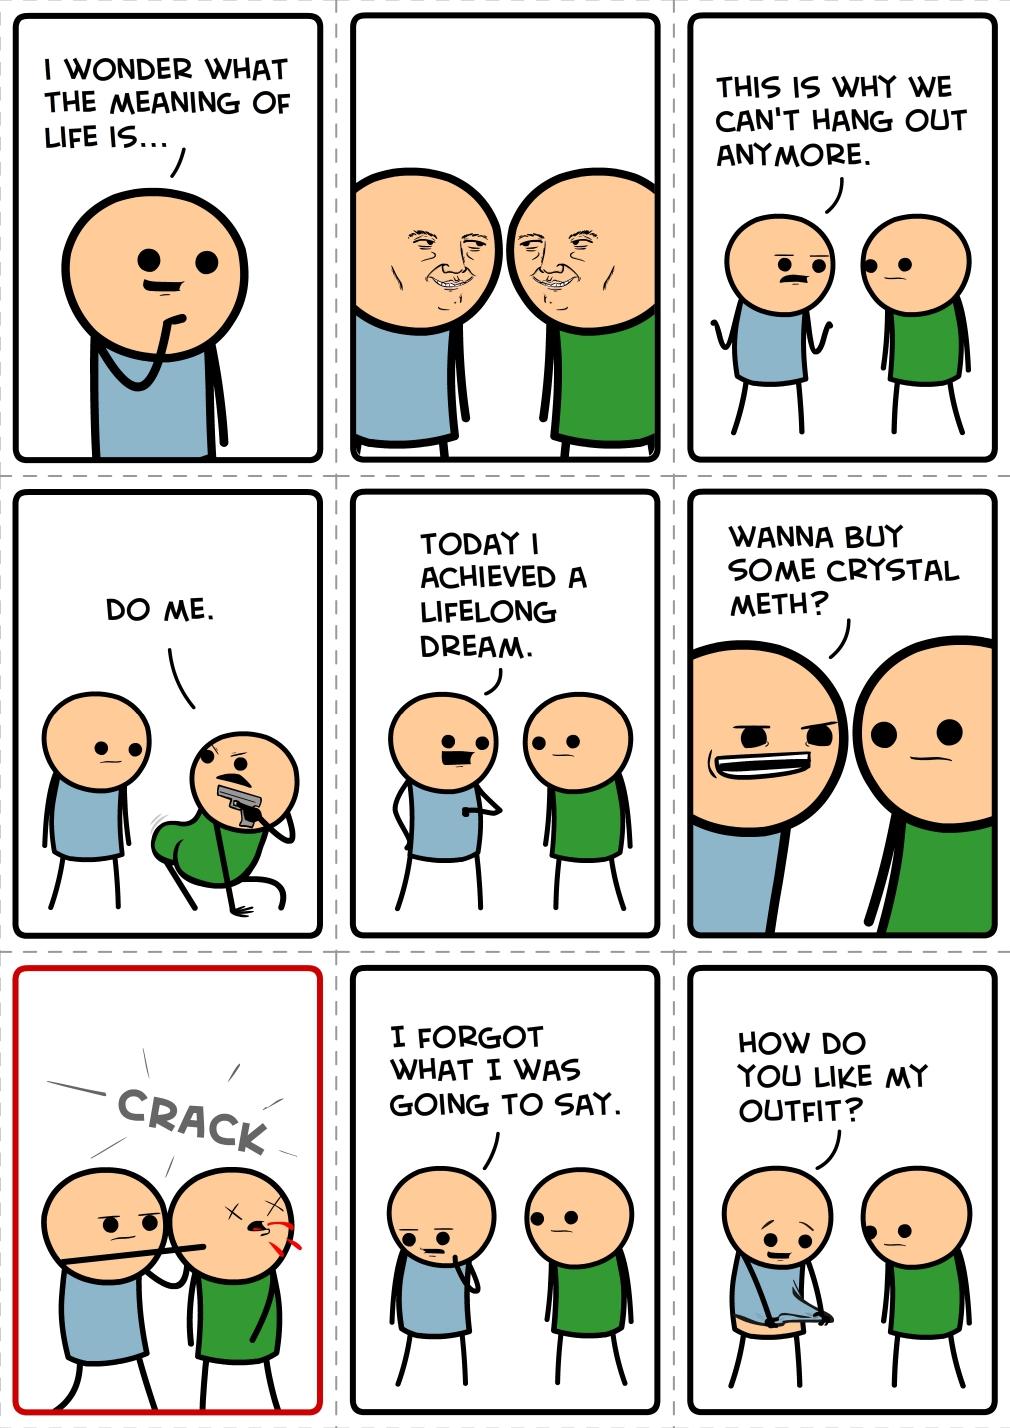 I WONDER WHAT
THE MEANING OF
LIFE IS...
THIS IS WHY WE
CAN'T HANG OUT
ANYMORE.
DO ME.
TODAY I
ACHIEVED A
LIFELONG
DREAM.
WANNA BUY
SOME CRYSTAL
METH?
CRACK
I FORGOT
WHAT I WAS
GOING TO SAY.
HOW DO
YOU LIKE MY
OUTFIT?